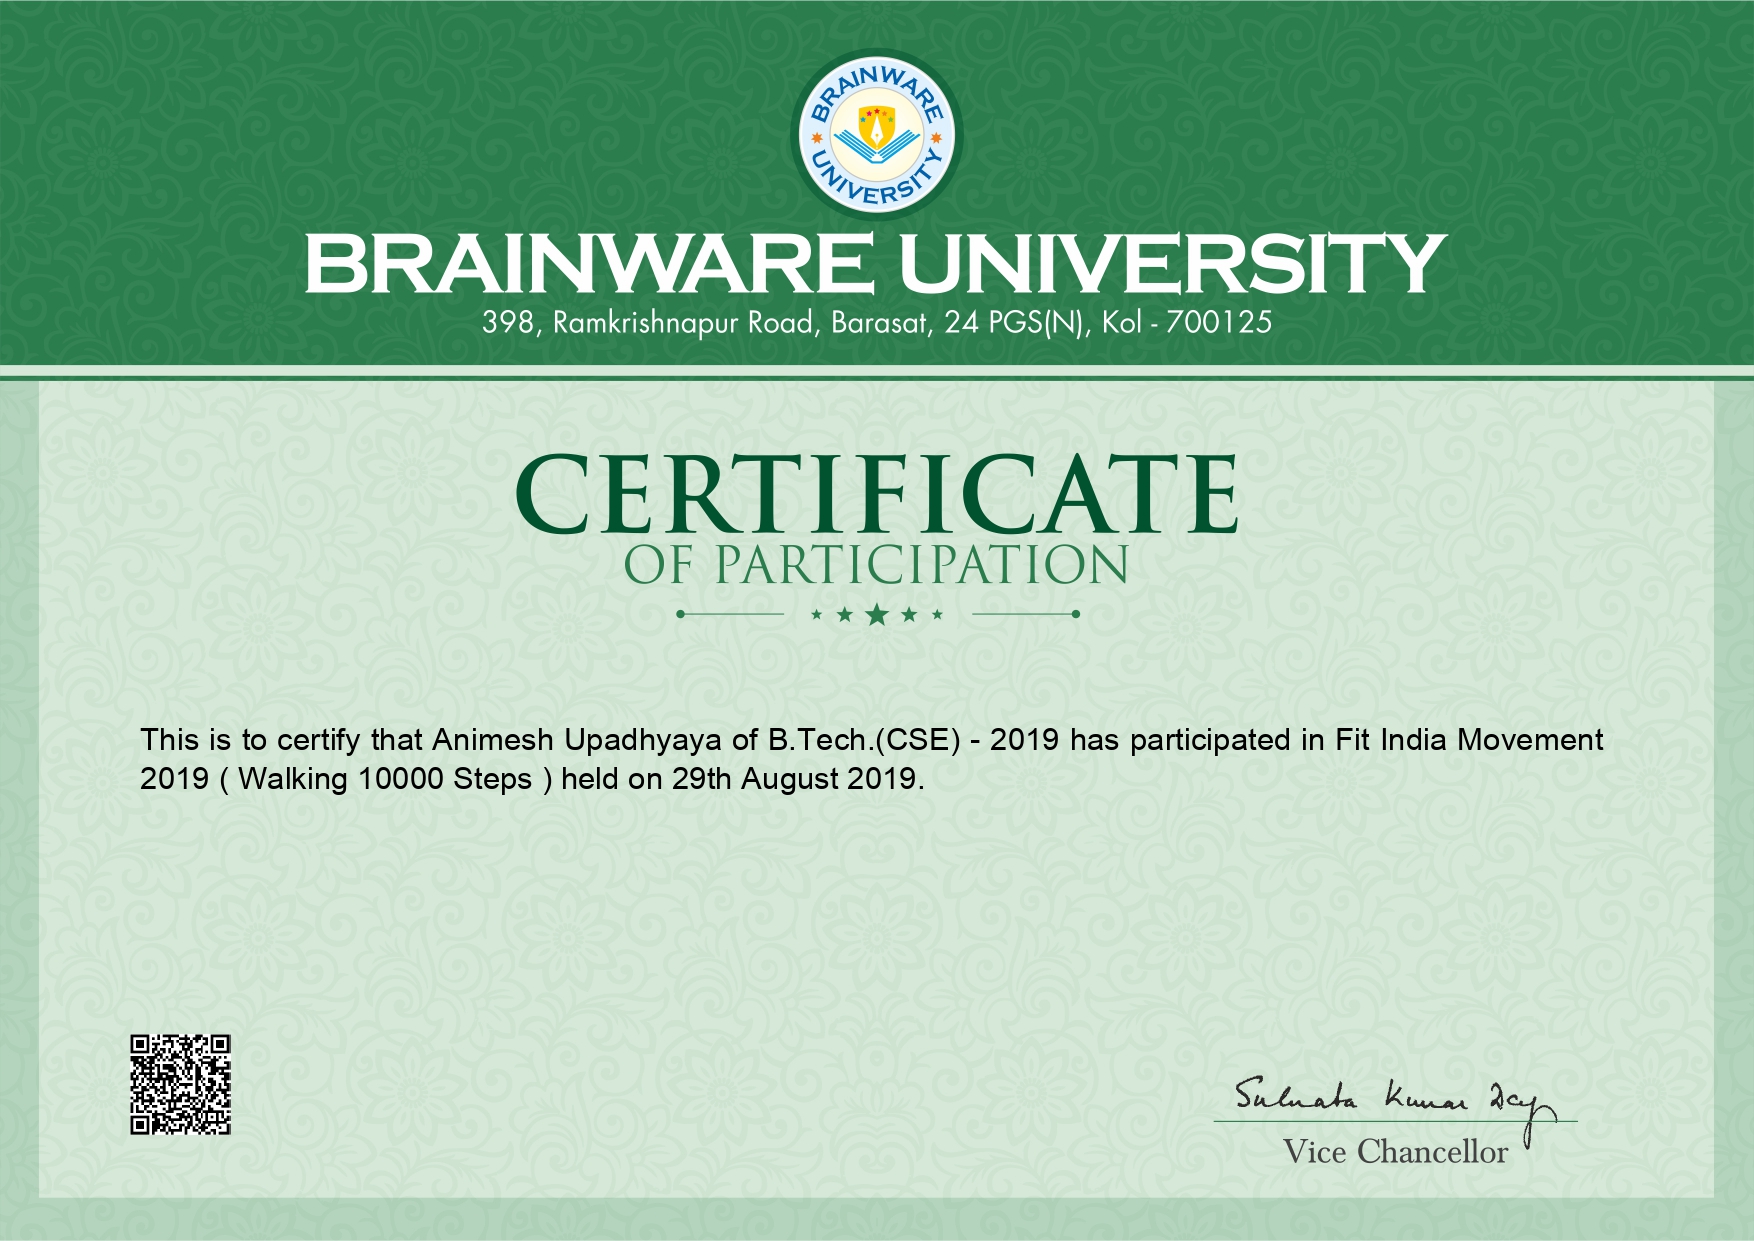 BRAINWARE
UNIVERSITY
BRAINWARE UNIVERSITY
398, Ramkrishnapur Road, Barasat, 24 PGS(N), Kol - 700125
CERTIFICATE
OF PARTICIPATION
This is to certify that Animesh Upadhyaya of B.Tech.(CSE) - 2019 has participated in Fit India Movement
2019 ( Walking 10000 Steps ) held on 29th August 2019.
Kumar
Vice Chancellor